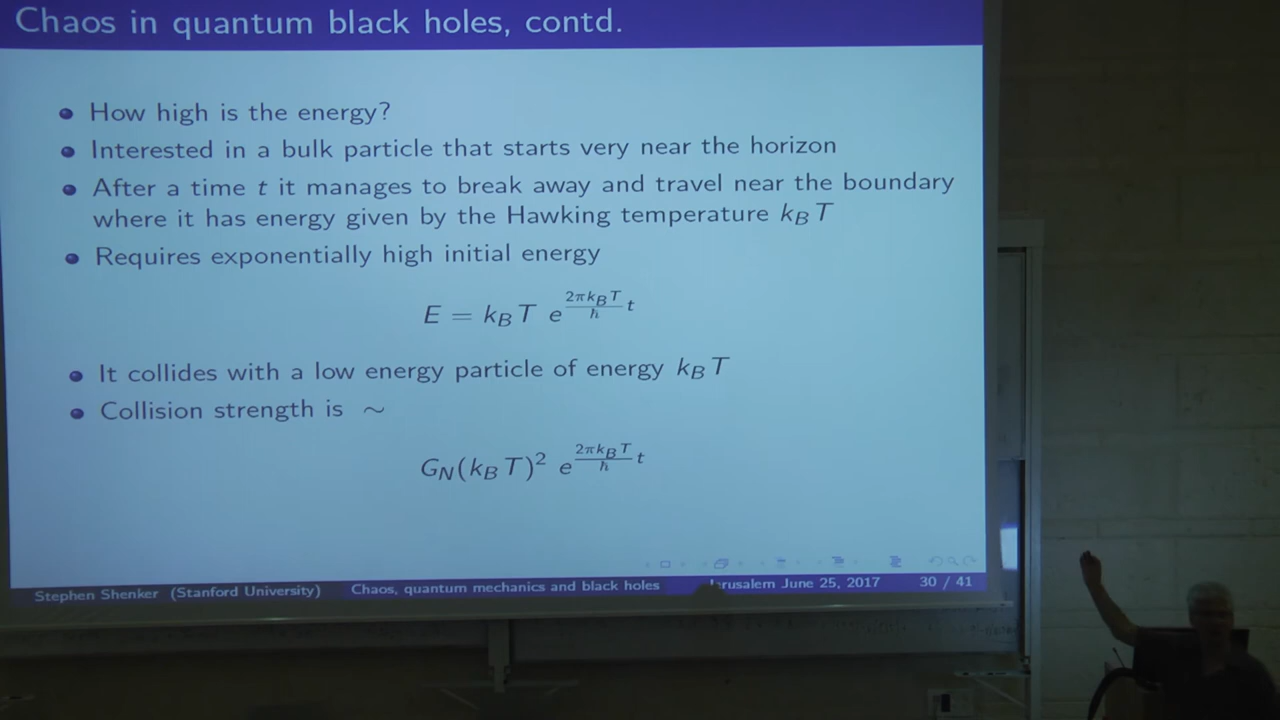 Chaos in quantum black holes, contd.
How high is the energy?
Interested in a bulk particle that starts very near the horizon
After a time t it manages to break away and travel near the boundary
where it has energy given by the Hawking temperature k_B T
Requires exponentially high initial energy
E = k_B T e^{\frac{2πk_B T}{ħ} t}
It collides with a low energy particle of energy k_B T
Collision strength is ~
G_N(k_B T)^2 e^{\frac{2πk_B T}{ħ} t}
Stephen Shenker (Stanford University) Chaos, quantum mechanics and black holes Jerusalem June 25, 2017 30 / 41